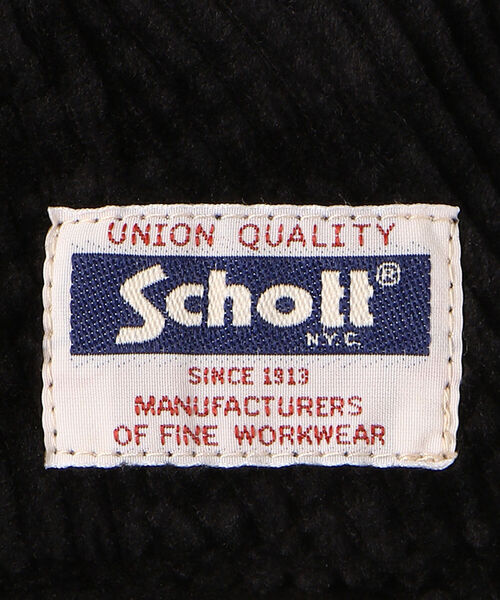 UNION QUALITY
Schott®
N.Y.C.
SINCE 1913
MANUFACTURERS
OF FINE WORKWEAR